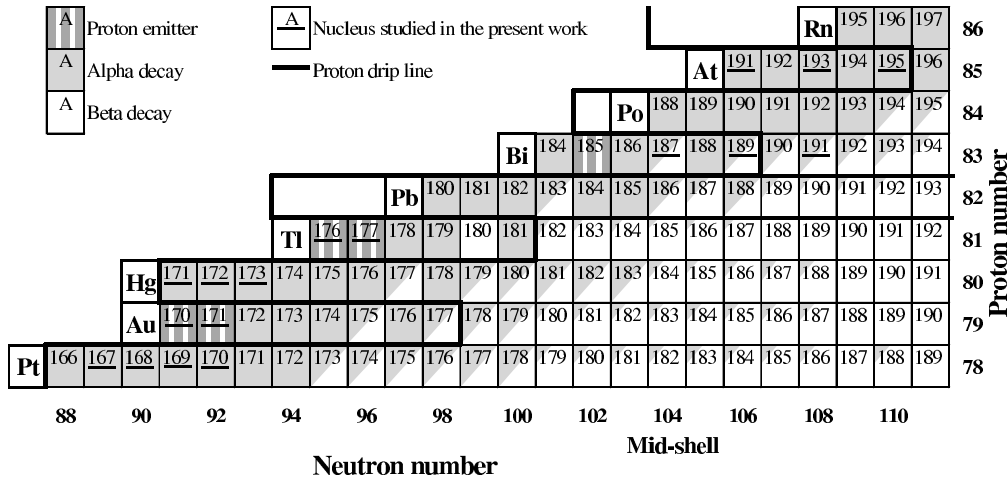 A Proton emitter
A Nucleus studied in the present work
A Alpha decay
Proton drip line
A Beta decay
Rn 195 196 197 86
At 191 192 193 194 195 196 85
Po 188 189 190 191 192 193 194 195 84
Bi 184 185 186 187 188 189 190 191 192 193 194 83
Pb 180 181 182 183 184 185 186 187 188 189 190 191 192 193 82
Tl 176 177 178 179 180 181 182 183 184 185 186 187 188 189 190 191 192 81
Hg 171 172 173 174 175 176 177 178 179 180 181 182 183 184 185 186 187 188 189 190 191 80
Au 170 171 172 173 174 175 176 177 178 179 180 181 182 183 184 185 186 187 188 189 190 79
Pt 166 167 168 169 170 171 172 173 174 175 176 177 178 179 180 181 182 183 184 185 186 187 188 189 78
88 90 92 94 96 98 100 102 104 106 108 110
Mid-shell
Neutron number
Proton number